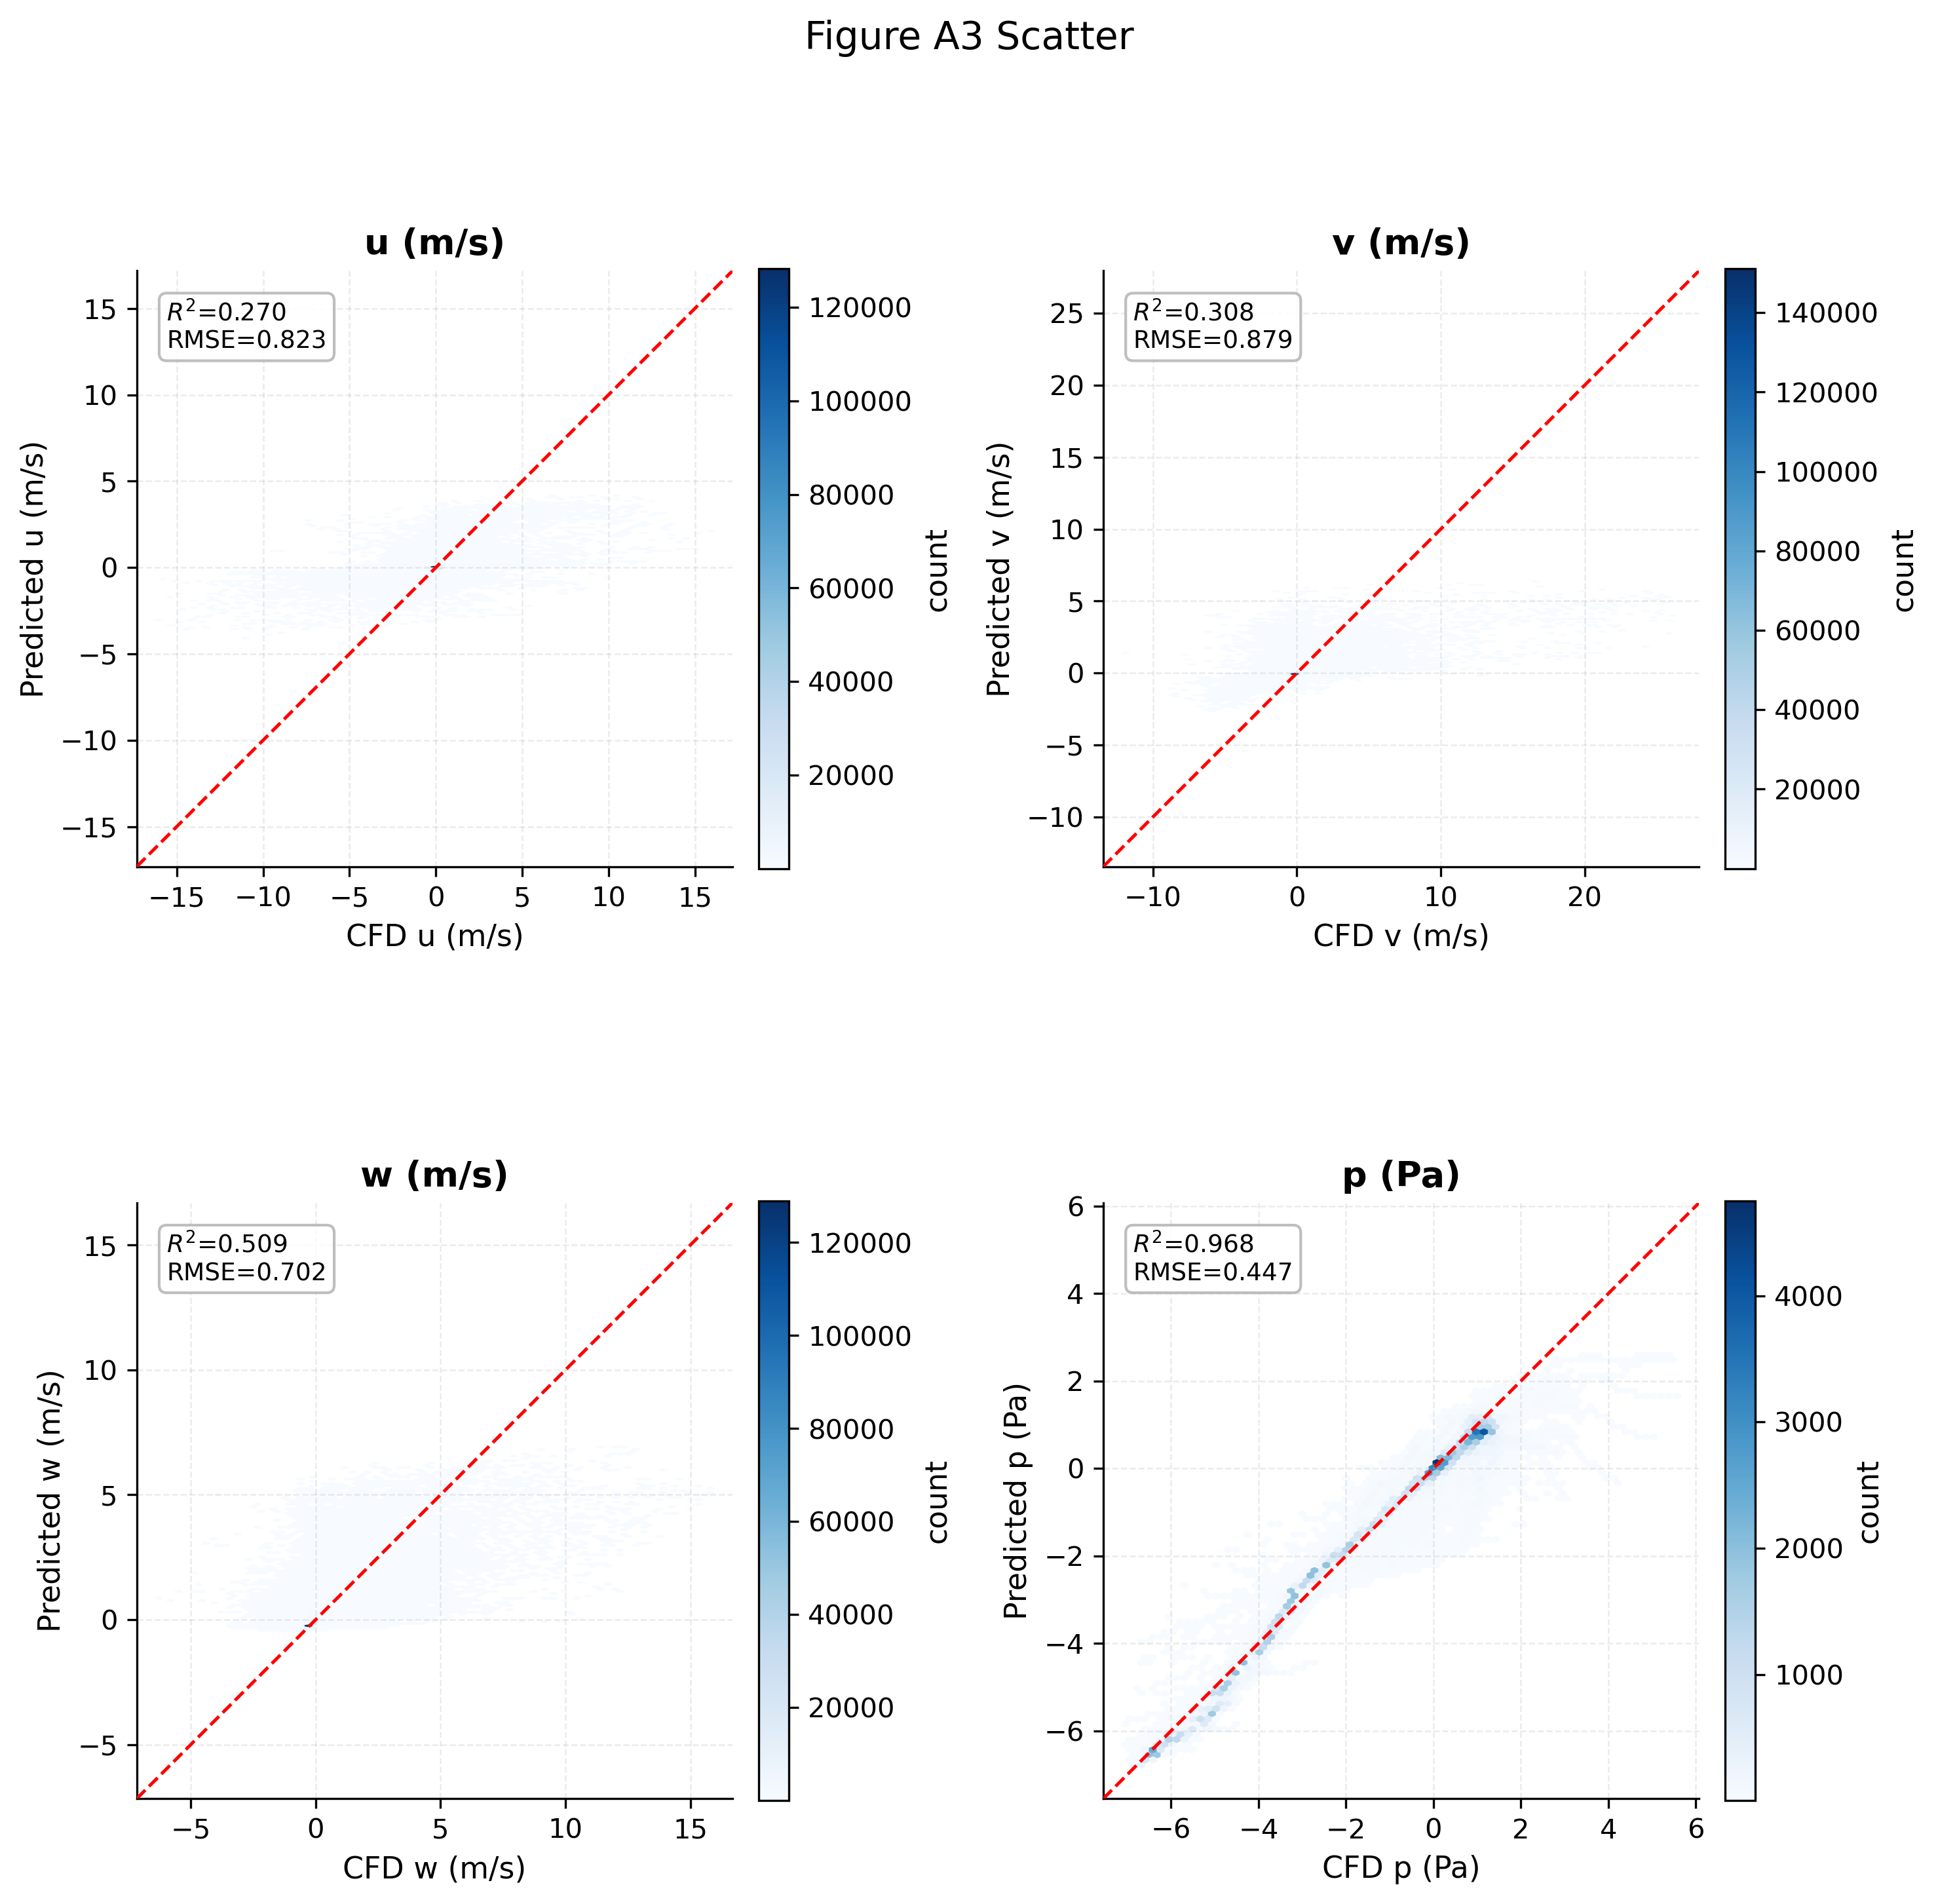 Figure A3 Scatter
u (m/s)
R²=0.270
RMSE=0.823
15
10
5
0
−5
−10
−15
Predicted u (m/s)
−15 −10 −5 0 5 10 15
CFD u (m/s)
120000
100000
80000
60000
40000
20000
count
v (m/s)
R²=0.308
RMSE=0.879
25
20
15
10
5
0
−5
−10
Predicted v (m/s)
−10 0 10 20
CFD v (m/s)
140000
120000
100000
80000
60000
40000
20000
count
w (m/s)
R²=0.509
RMSE=0.702
15
10
5
0
−5
Predicted w (m/s)
−5 0 5 10 15
CFD w (m/s)
120000
100000
80000
60000
40000
20000
count
p (Pa)
R²=0.968
RMSE=0.447
6
4
2
0
−2
−4
−6
Predicted p (Pa)
−6 −4 −2 0 2 4 6
CFD p (Pa)
4000
3000
2000
1000
count